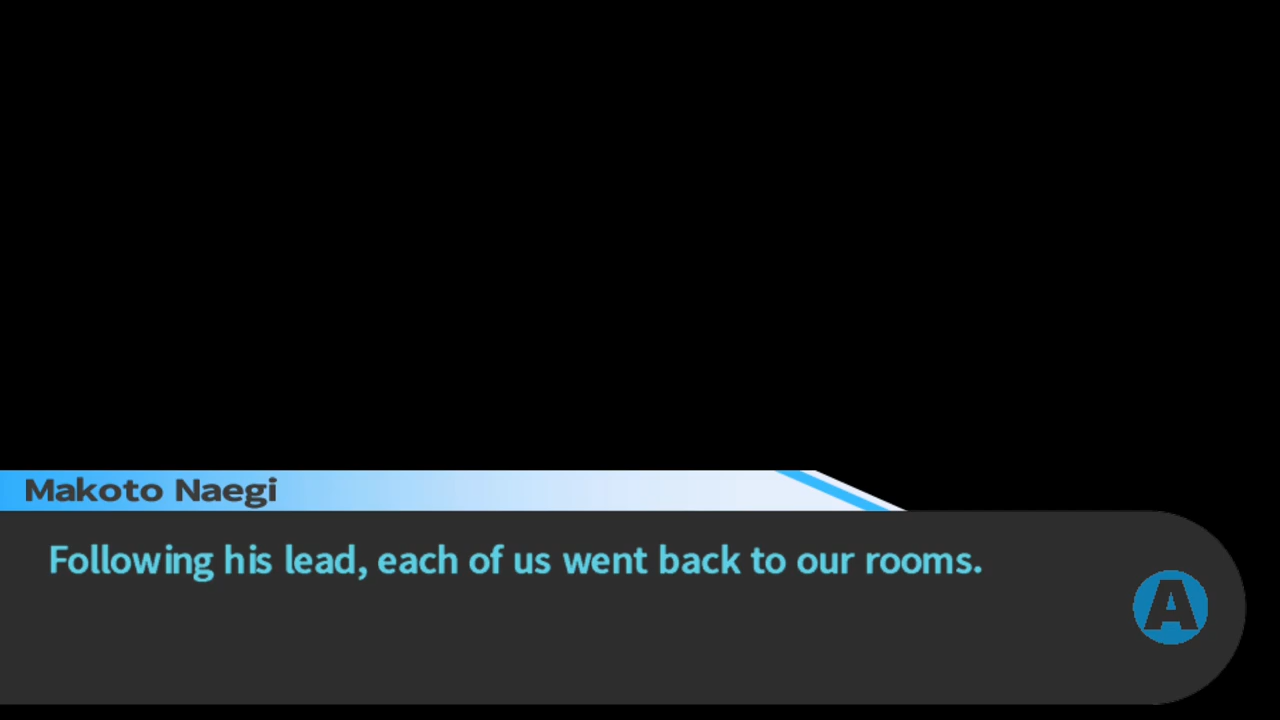 Makoto Naegi
Following his lead, each of us went back to our rooms.
A